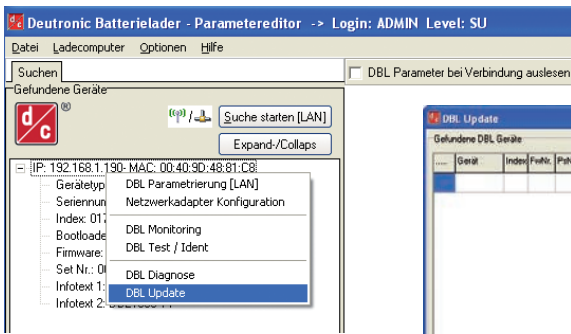 Deutronic Batterielader - Parametereditor -> Login: ADMIN Level: SU
Datei Ladecomputer Optionen Hilfe
Suchen
DBL Parameter bei Verbindung auslesen
Gefundene Geräte
d/c ®
Suche starten [LAN]
Expand-/Collaps
IP: 192.168.1.190- MAC: 00:40:9D:48:81:C8
Gerätetyp
Seriennun
Index: 017
Bootloade
Firmware:
Set Nr.: 00
Infotext 1:
Infotext 2:
DBL Parametrierung [LAN]
Netzwerkadapter Konfiguration
DBL Monitoring
DBL Test / Ident
DBL Diagnose
DBL Update
DBL Update
Gefundene DBL Geräte
..... Gerät Index FwNr.